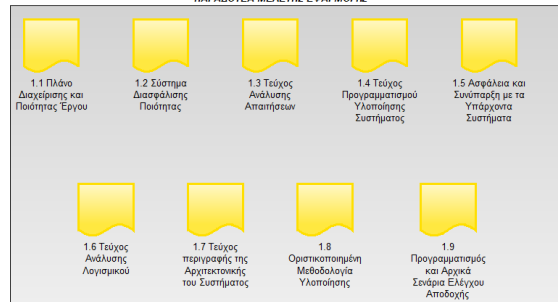 ΠΑΡΑΔΟΤΕΑ ΜΕΛΕΤΗΣ ΕΦΑΡΜΟΓΗΣ
1.1 Πλάνο
Διαχείρισης και
Ποιότητας Έργου
1.2 Σύστημα
Διασφάλισης
Ποιότητας
1.3 Τεύχος
Ανάλυσης
Απαιτήσεων
1.4 Τεύχος
Προγραμματισμού
Υλοποίησης
Συστήματος
1.5 Ασφάλεια και
Συνύπαρξη με τα
Υπάρχοντα
Συστήματα
1.6 Τεύχος
Ανάλυσης
Λογισμικού
1.7 Τεύχος
περιγραφής της
Αρχιτεκτονικής
του Συστήματος
1.8
Οριστικοποιημένη
Μεθοδολογία
Υλοποίησης
1.9
Προγραμματισμός
και Αρχικά
Σενάρια Ελέγχου
Αποδοχής